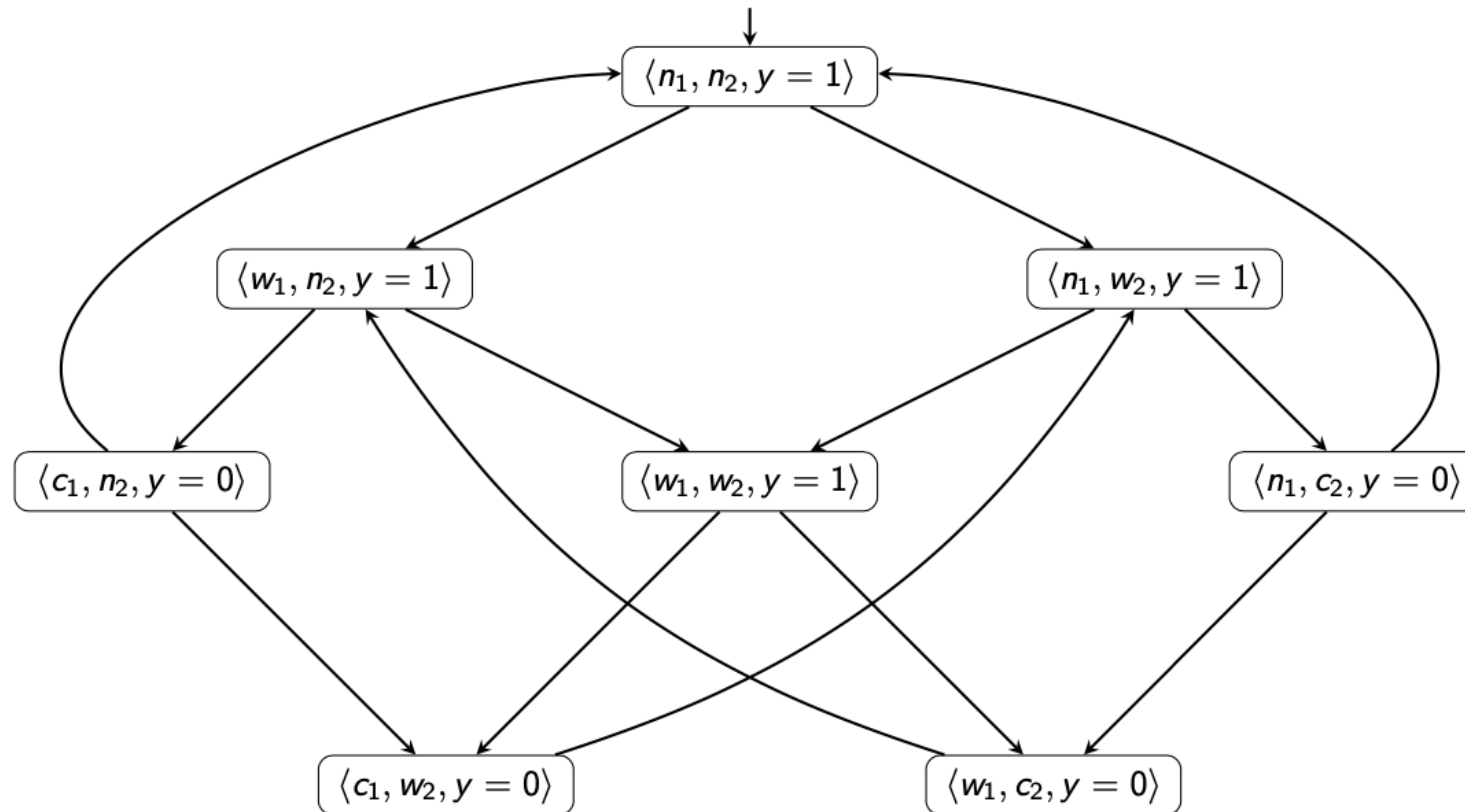 ⟨n₁, n₂, y = 1⟩
⟨w₁, n₂, y = 1⟩
⟨n₁, w₂, y = 1⟩
⟨c₁, n₂, y = 0⟩
⟨w₁, w₂, y = 1⟩
⟨n₁, c₂, y = 0⟩
⟨c₁, w₂, y = 0⟩
⟨w₁, c₂, y = 0⟩